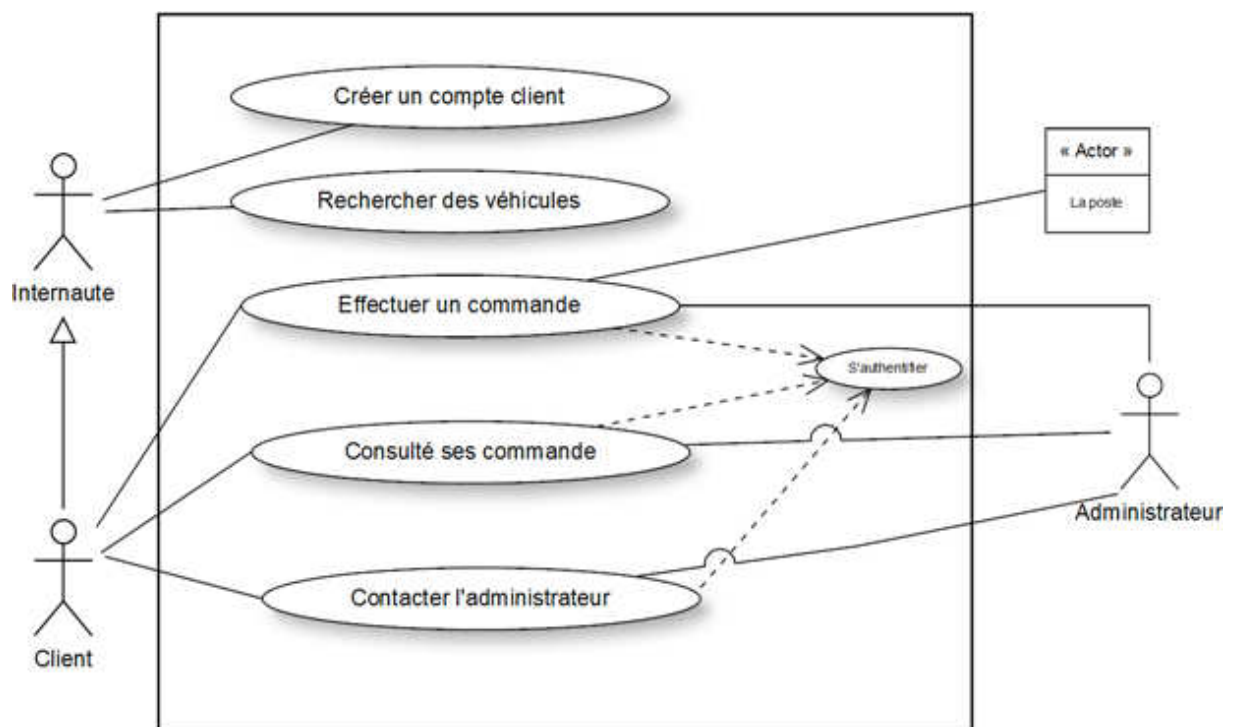 Créer un compte client
« Actor »
Rechercher des véhicules
La poste
Internaute
Effectuer un commande
S'authentifier
Consulté ses commande
Administrateur
Contacter l'administrateur
Client